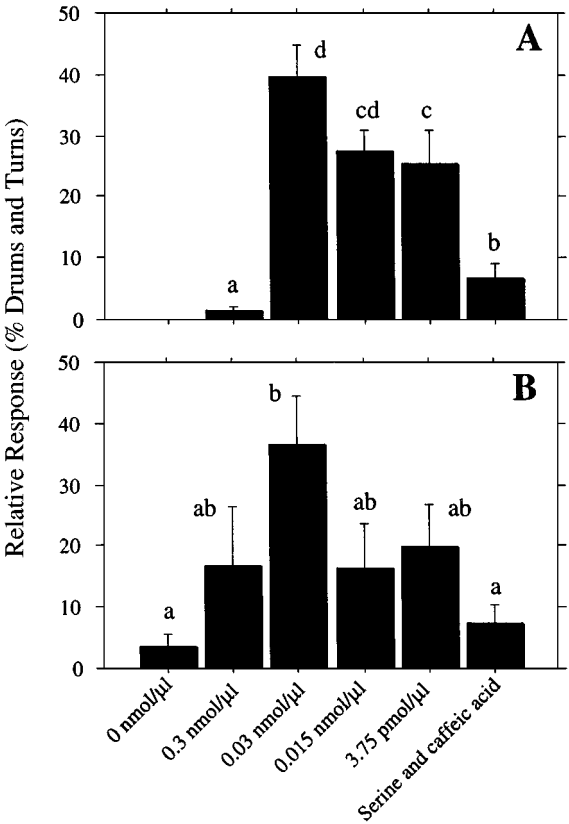 Relative Response (% Drums and Turns)
50
A
40
d
cd
c
30
20
10
b
a
0
50
B
b
40
30
ab
ab
ab
20
10
a
a
0
0 nmol/µl
0.3 nmol/µl
0.03 nmol/µl
0.015 nmol/µl
3.75 pmol/µl
Serine and caffeic acid